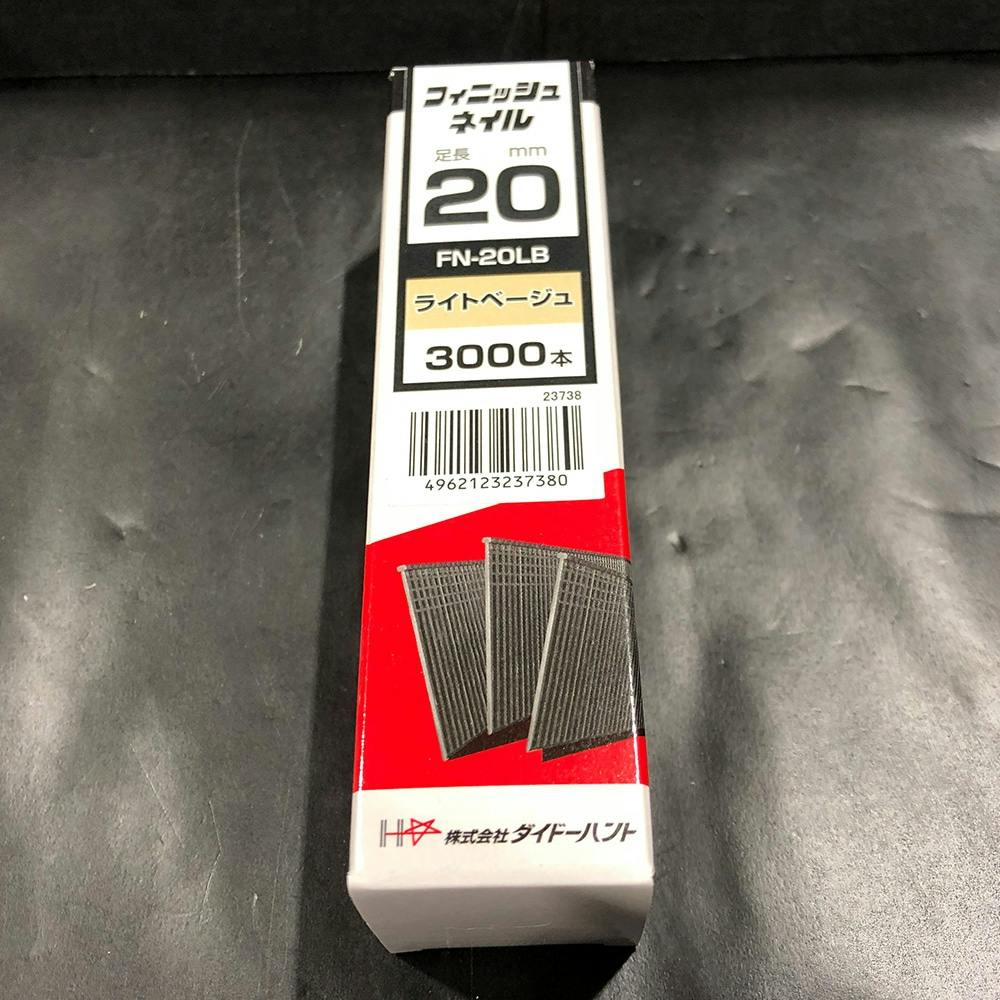 フィニッシュ
ネイル
足長 mm
20
FN-20LB
ライトベージュ
3000本
23738
4962123237380
株式会社 ダイドーハント